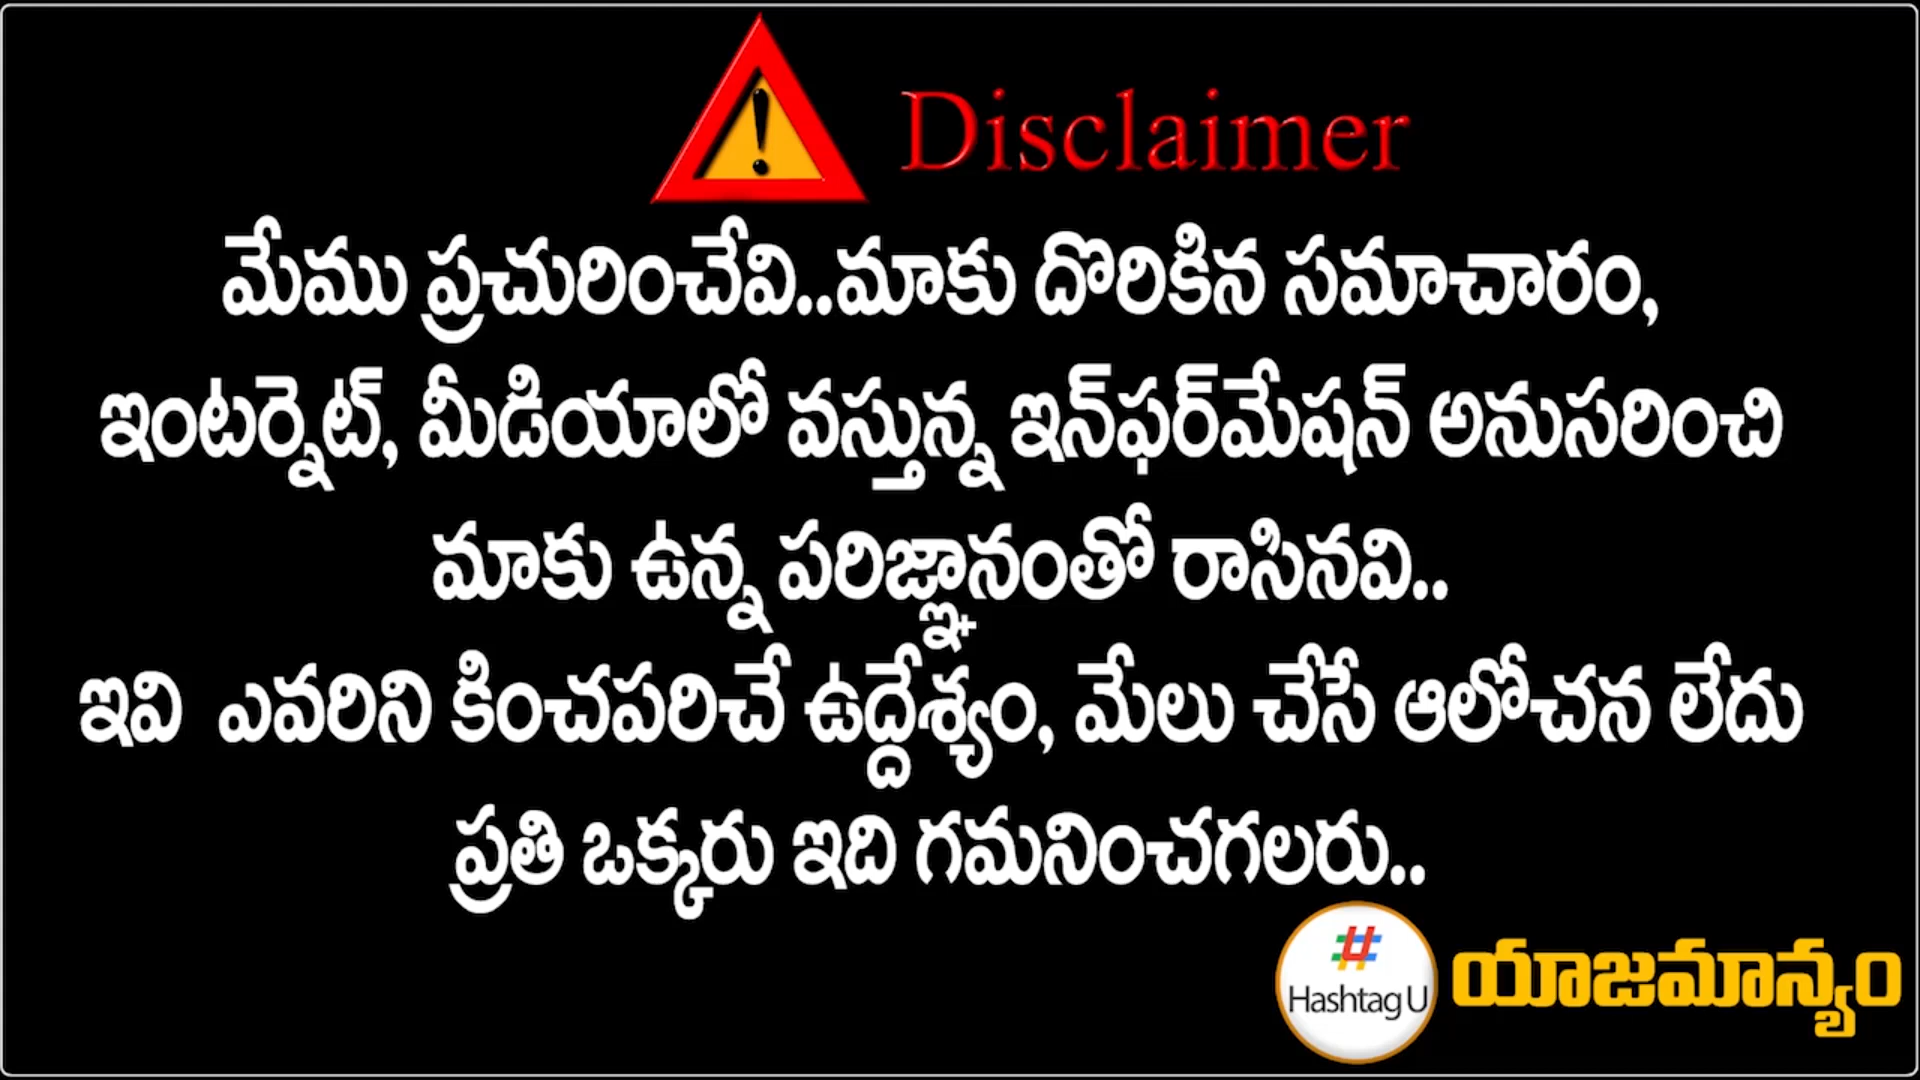 Disclaimer
మేము ప్రచురించేవి..మాకు దొరికిన సమాచారం,
ఇంటర్నెట్, మీడియాలో వస్తున్న ఇన్‌ఫర్‌మేషన్ అనుసరించి
మాకు ఉన్న పరిజ్ఞానంతో రాసినవి..
ఇవి ఎవరిని కించపరిచే ఉద్దేశ్యం, మేలు చేసే ఆలోచన లేదు
ప్రతి ఒక్కరు ఇది గమనించగలరు..
# Hashtag U
యాజమాన్యం